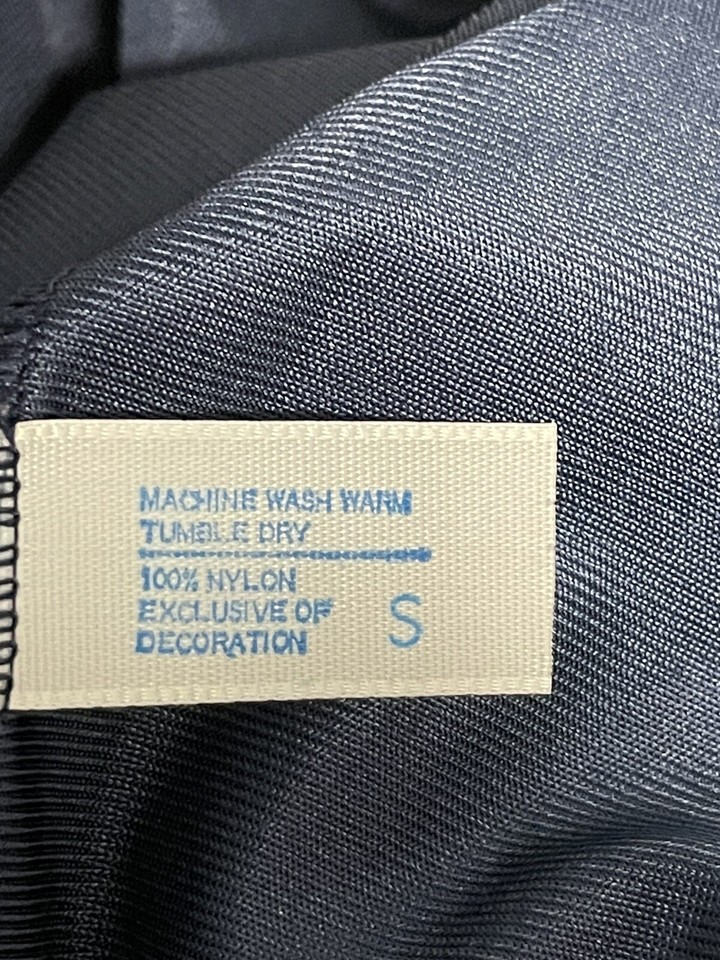 MACHINE WASH WARM
TUMBLE DRY
100% NYLON
EXCLUSIVE OF
DECORATION
S